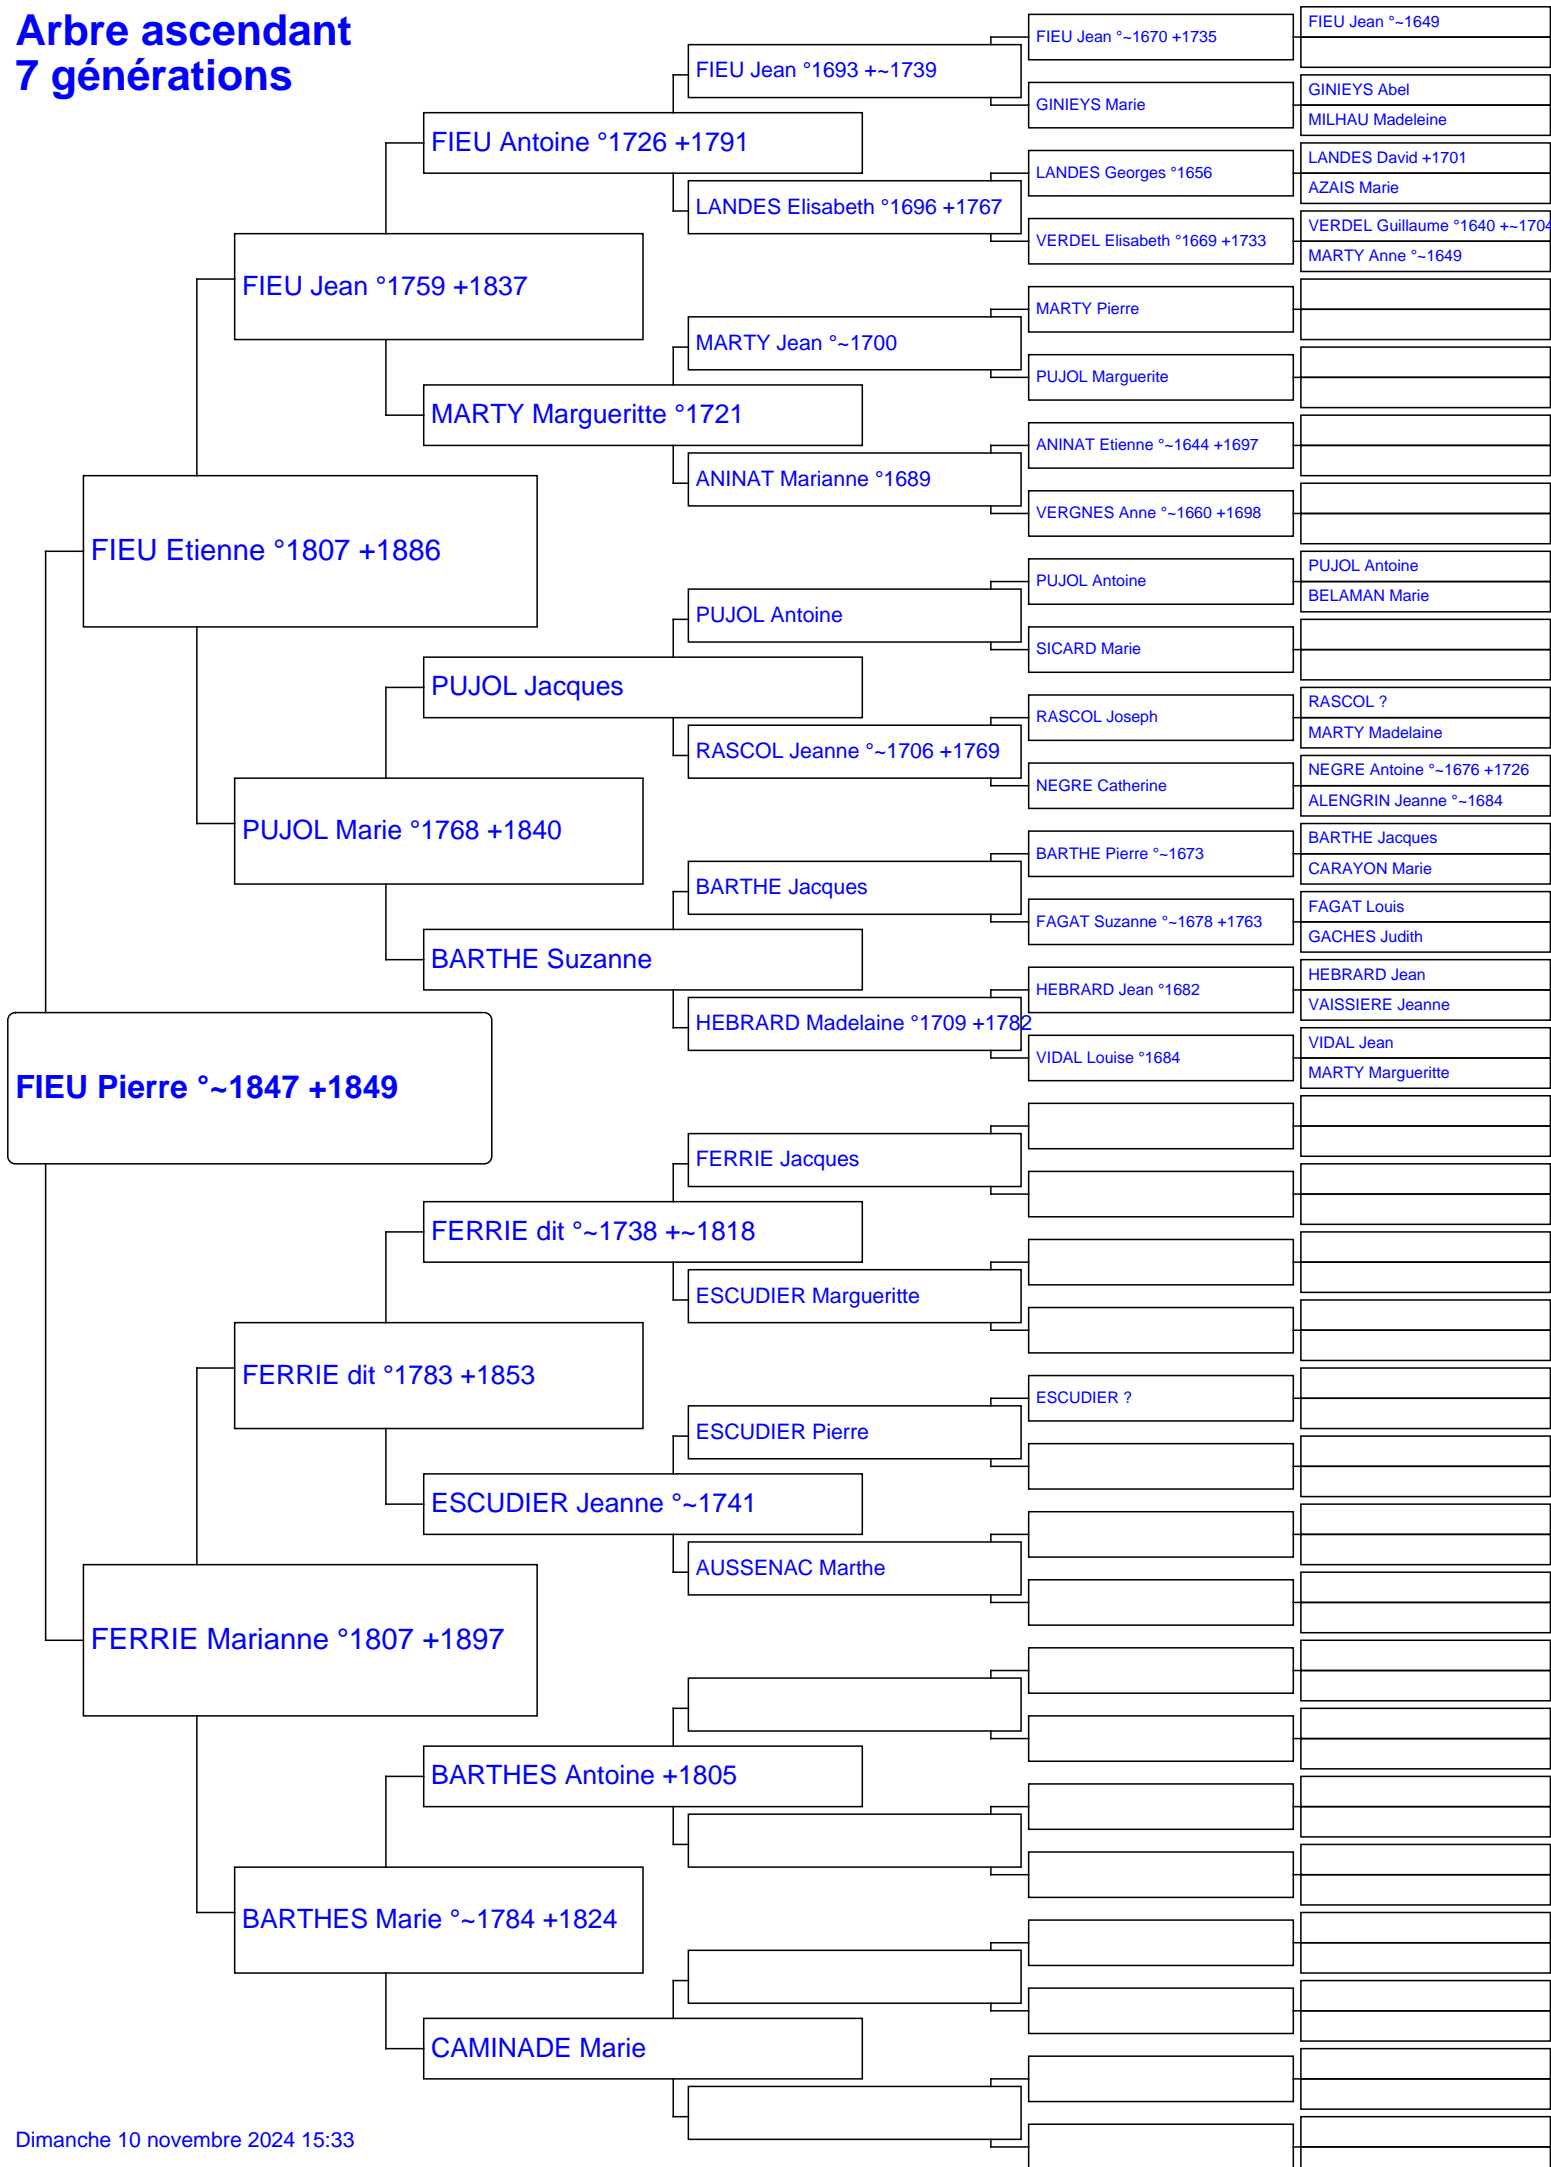 Arbre ascendant
7 générations
FIEU Pierre °~1847 +1849
FIEU Etienne °1807 +1886
FERRIE Marianne °1807 +1897
FIEU Jean °1759 +1837
PUJOL Marie °1768 +1840
FERRIE dit °1783 +1853
BARTHES Marie °~1784 +1824
FIEU Antoine °1726 +1791
MARTY Margueritte °1721
PUJOL Jacques
BARTHE Suzanne
FERRIE dit °~1738 +~1818
ESCUDIER Jeanne °~1741
BARTHES Antoine +1805
CAMINADE Marie
FIEU Jean °1693 +~1739
LANDES Elisabeth °1696 +1767
MARTY Jean °~1700
ANINAT Marianne °1689
PUJOL Antoine
RASCOL Jeanne °~1706 +1769
BARTHE Jacques
HEBRARD Madelaine °1709 +1782
FERRIE Jacques
ESCUDIER Margueritte
ESCUDIER Pierre
AUSSENAC Marthe
FIEU Jean °~1670 +1735
GINIEYS Marie
LANDES Georges °1656
VERDEL Elisabeth °1669 +1733
MARTY Pierre
PUJOL Marguerite
ANINAT Etienne °~1644 +1697
VERGNES Anne °~1660 +1698
PUJOL Antoine
SICARD Marie
RASCOL Joseph
NEGRE Catherine
BARTHE Pierre °~1673
FAGAT Suzanne °~1678 +1763
HEBRARD Jean °1682
VIDAL Louise °1684
ESCUDIER ?
FIEU Jean °~1649
GINIEYS Abel
MILHAU Madeleine
LANDES David +1701
AZAIS Marie
VERDEL Guillaume °1640 +~1704
MARTY Anne °~1649
PUJOL Antoine
BELAMAN Marie
RASCOL ?
MARTY Madelaine
NEGRE Antoine °~1676 +1726
ALENGRIN Jeanne °~1684
BARTHE Jacques
CARAYON Marie
FAGAT Louis
GACHES Judith
HEBRARD Jean
VAISSIERE Jeanne
VIDAL Jean
MARTY Margueritte
Dimanche 10 novembre 2024 15:33